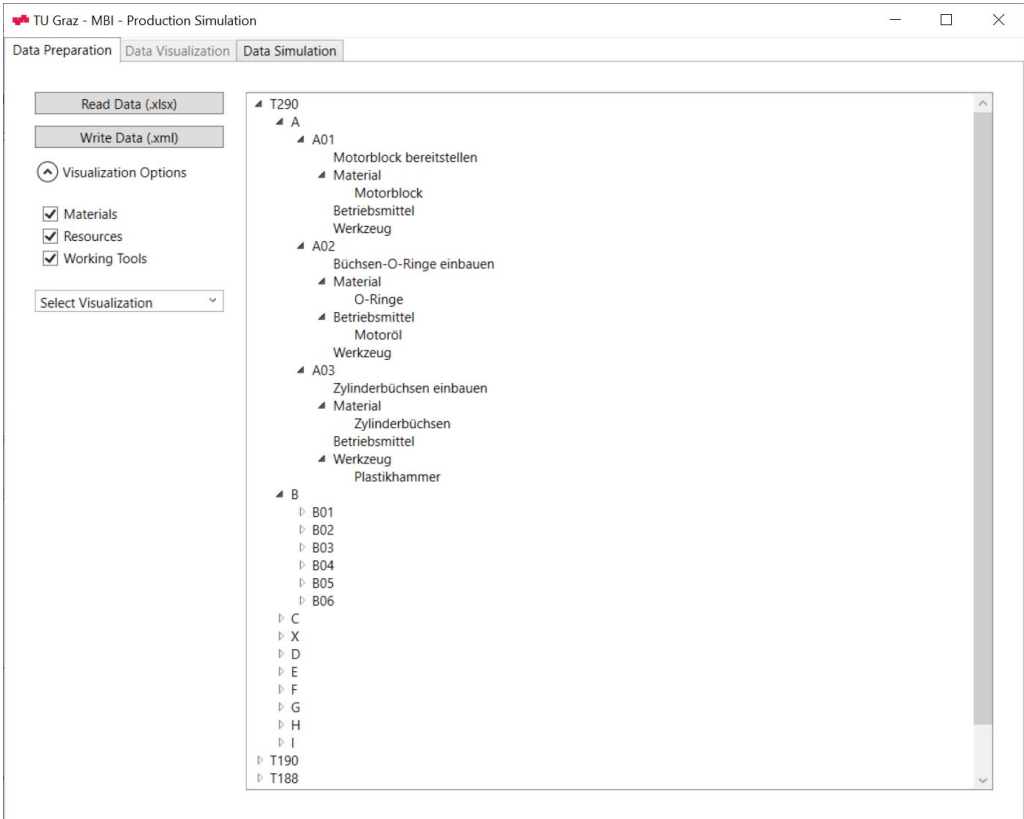 TU Graz - MBI - Production Simulation
Data Preparation Data Visualization Data Simulation
Read Data (.xlsx)
Write Data (.xml)
Visualization Options
Materials
Resources
Working Tools
Select Visualization
T290
A
A01
Motorblock bereitstellen
Material
Motorblock
Betriebsmittel
Werkzeug
A02
Büchsen-O-Ringe einbauen
Material
O-Ringe
Betriebsmittel
Motoröl
Werkzeug
A03
Zylinderbüchsen einbauen
Material
Zylinderbüchsen
Betriebsmittel
Werkzeug
Plastikhammer
B
B01
B02
B03
B04
B05
B06
C
X
D
E
F
G
H
I
T190
T188